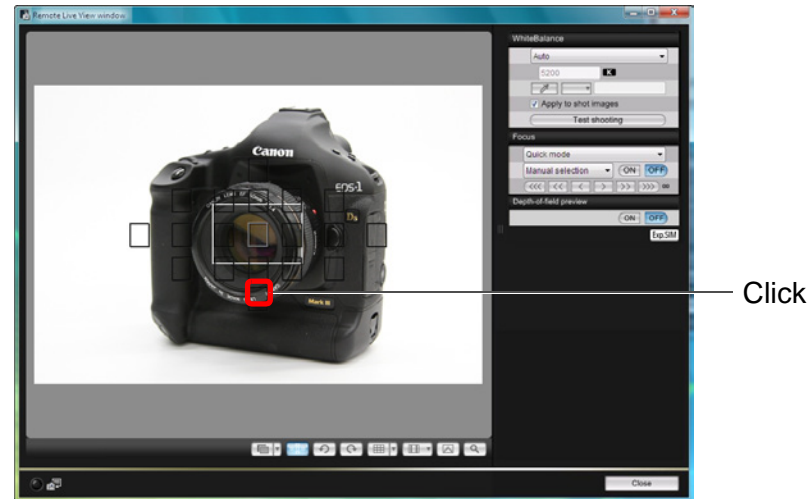 Remote Live View window
WhiteBalance
Auto
5200
K
Apply to shot images
Test shooting
Focus
Quick mode
Manual selection
ON
OFF
<<<
<<
<
>
>>
>>>
∞
Depth-of-field preview
ON
OFF
Exp.SIM
Canon
EOS-1
Ds
Mark III
Click
Close